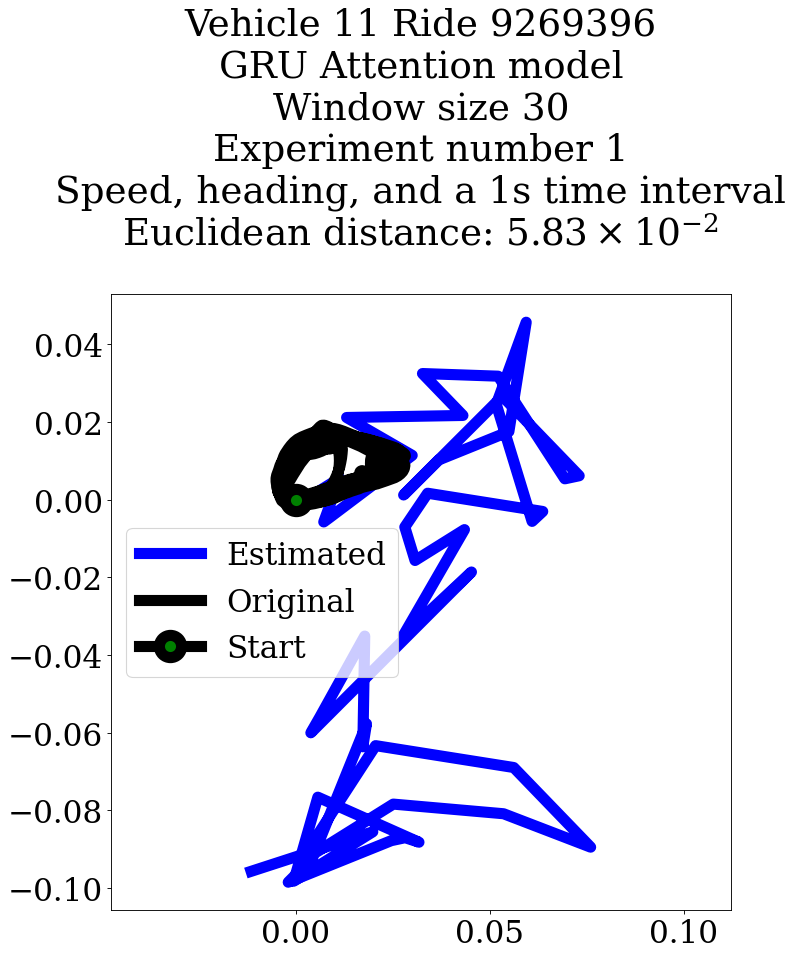 Vehicle 11 Ride 9269396
GRU Attention model
Window size 30
Experiment number 1
Speed, heading, and a 1s time interval
Euclidean distance: 5.83 × 10⁻²
0.04
0.02
0.00
−0.02
−0.04
−0.06
−0.08
−0.10
Estimated
Original
Start
0.00 0.05 0.10